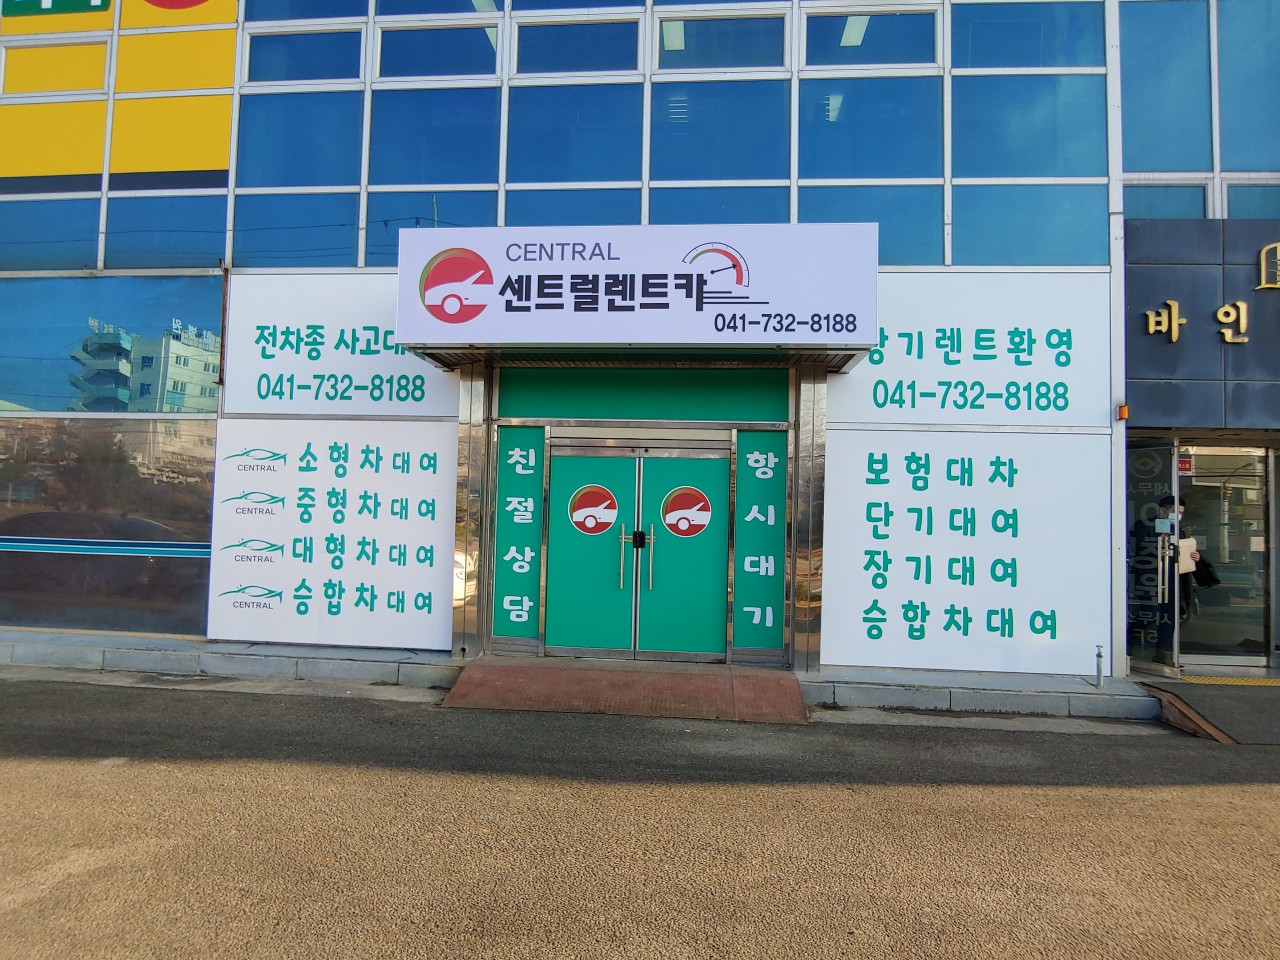 CENTRAL
센트럴렌트카
041-732-8188
전차종 사고대
041-732-8188
기렌트환영
041-732-8188
CENTRAL 소형차대여
CENTRAL 중형차대여
CENTRAL 대형차대여
CENTRAL 승합차대여
친절상담
항시대기
보험대차
단기대여
장기대여
승합차대여
바인